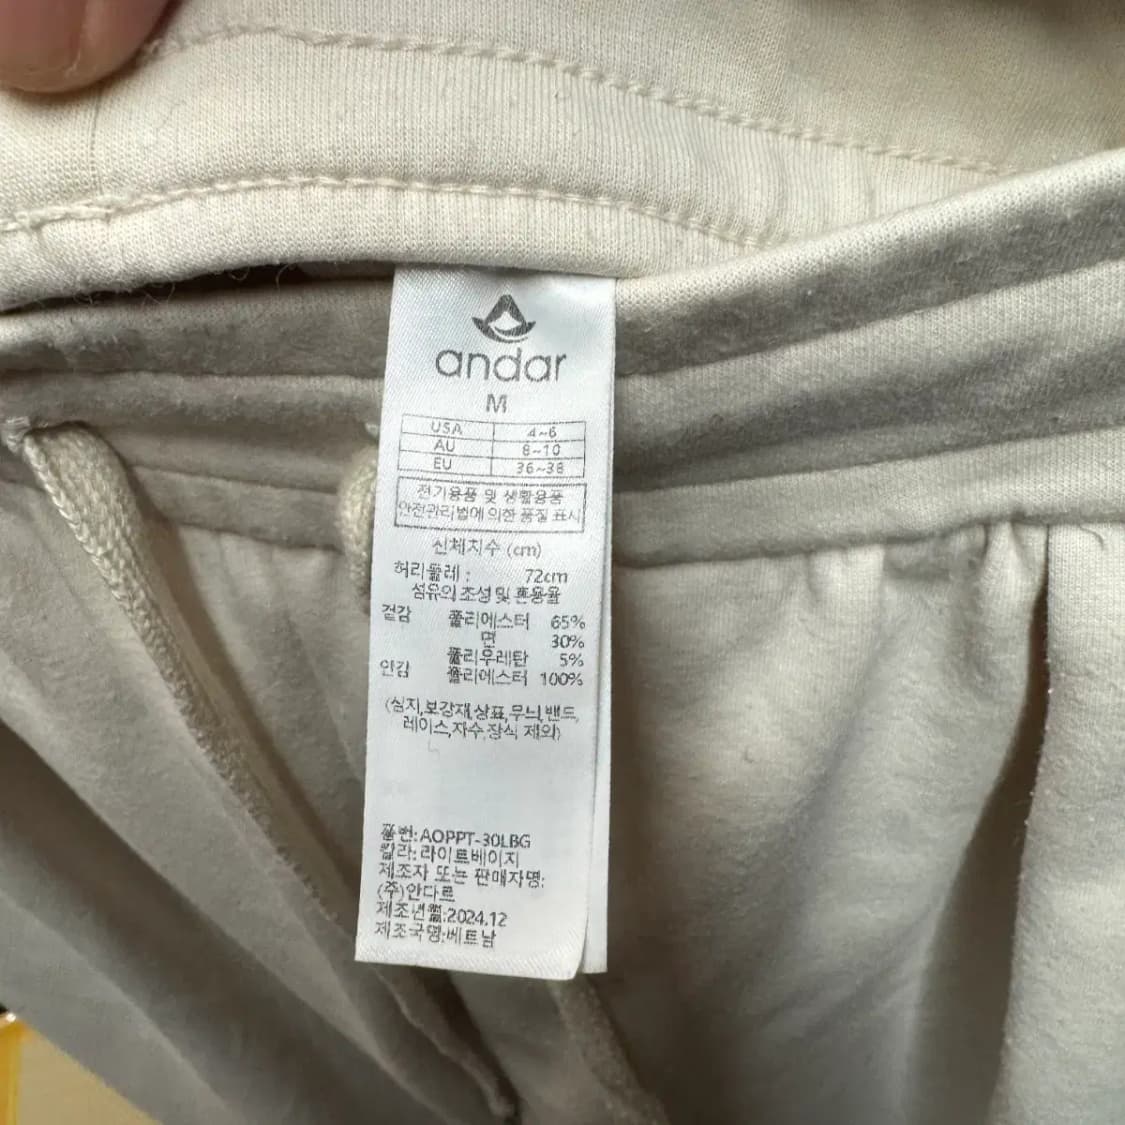 andar
M
USA 4~6
AU 8~10
EU 36~38
전기용품 및 생활용품
안전관리법에 의한 품질 표시
신체치수 (cm)
허리둘레 : 72cm
섬유의 조성 및 혼용율
겉감 폴리에스터 65%
면 30%
폴리우레탄 5%
안감 폴리에스터 100%
(심지,보강재,상표,무늬,밴드,
레이스,자수,장식 제외)
품번: AOPPT-30LBG
칼라: 라이트베이지
제조자 또는 판매자명:
(주)안다르
제조년월:2024.12
제조국명:베트남